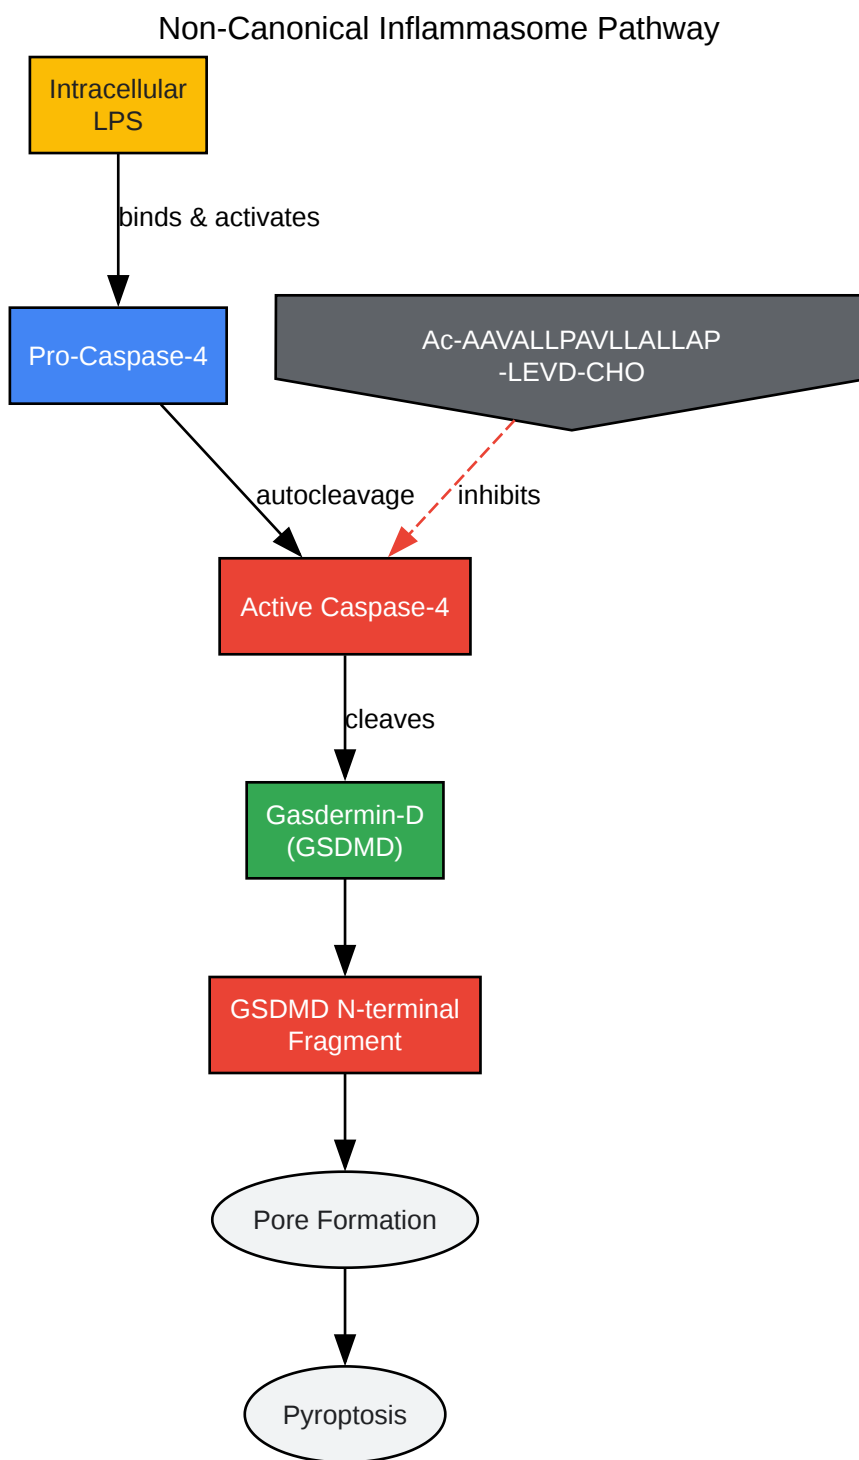 Non-Canonical Inflammasome Pathway
Intracellular
LPS
binds & activates
Pro-Caspase-4
Ac-AAVALLPAVLLALLAP
-LEVD-CHO
autocleavage
inhibits
Active Caspase-4
cleaves
Gasdermin-D
(GSDMD)
GSDMD N-terminal
Fragment
Pore Formation
Pyroptosis